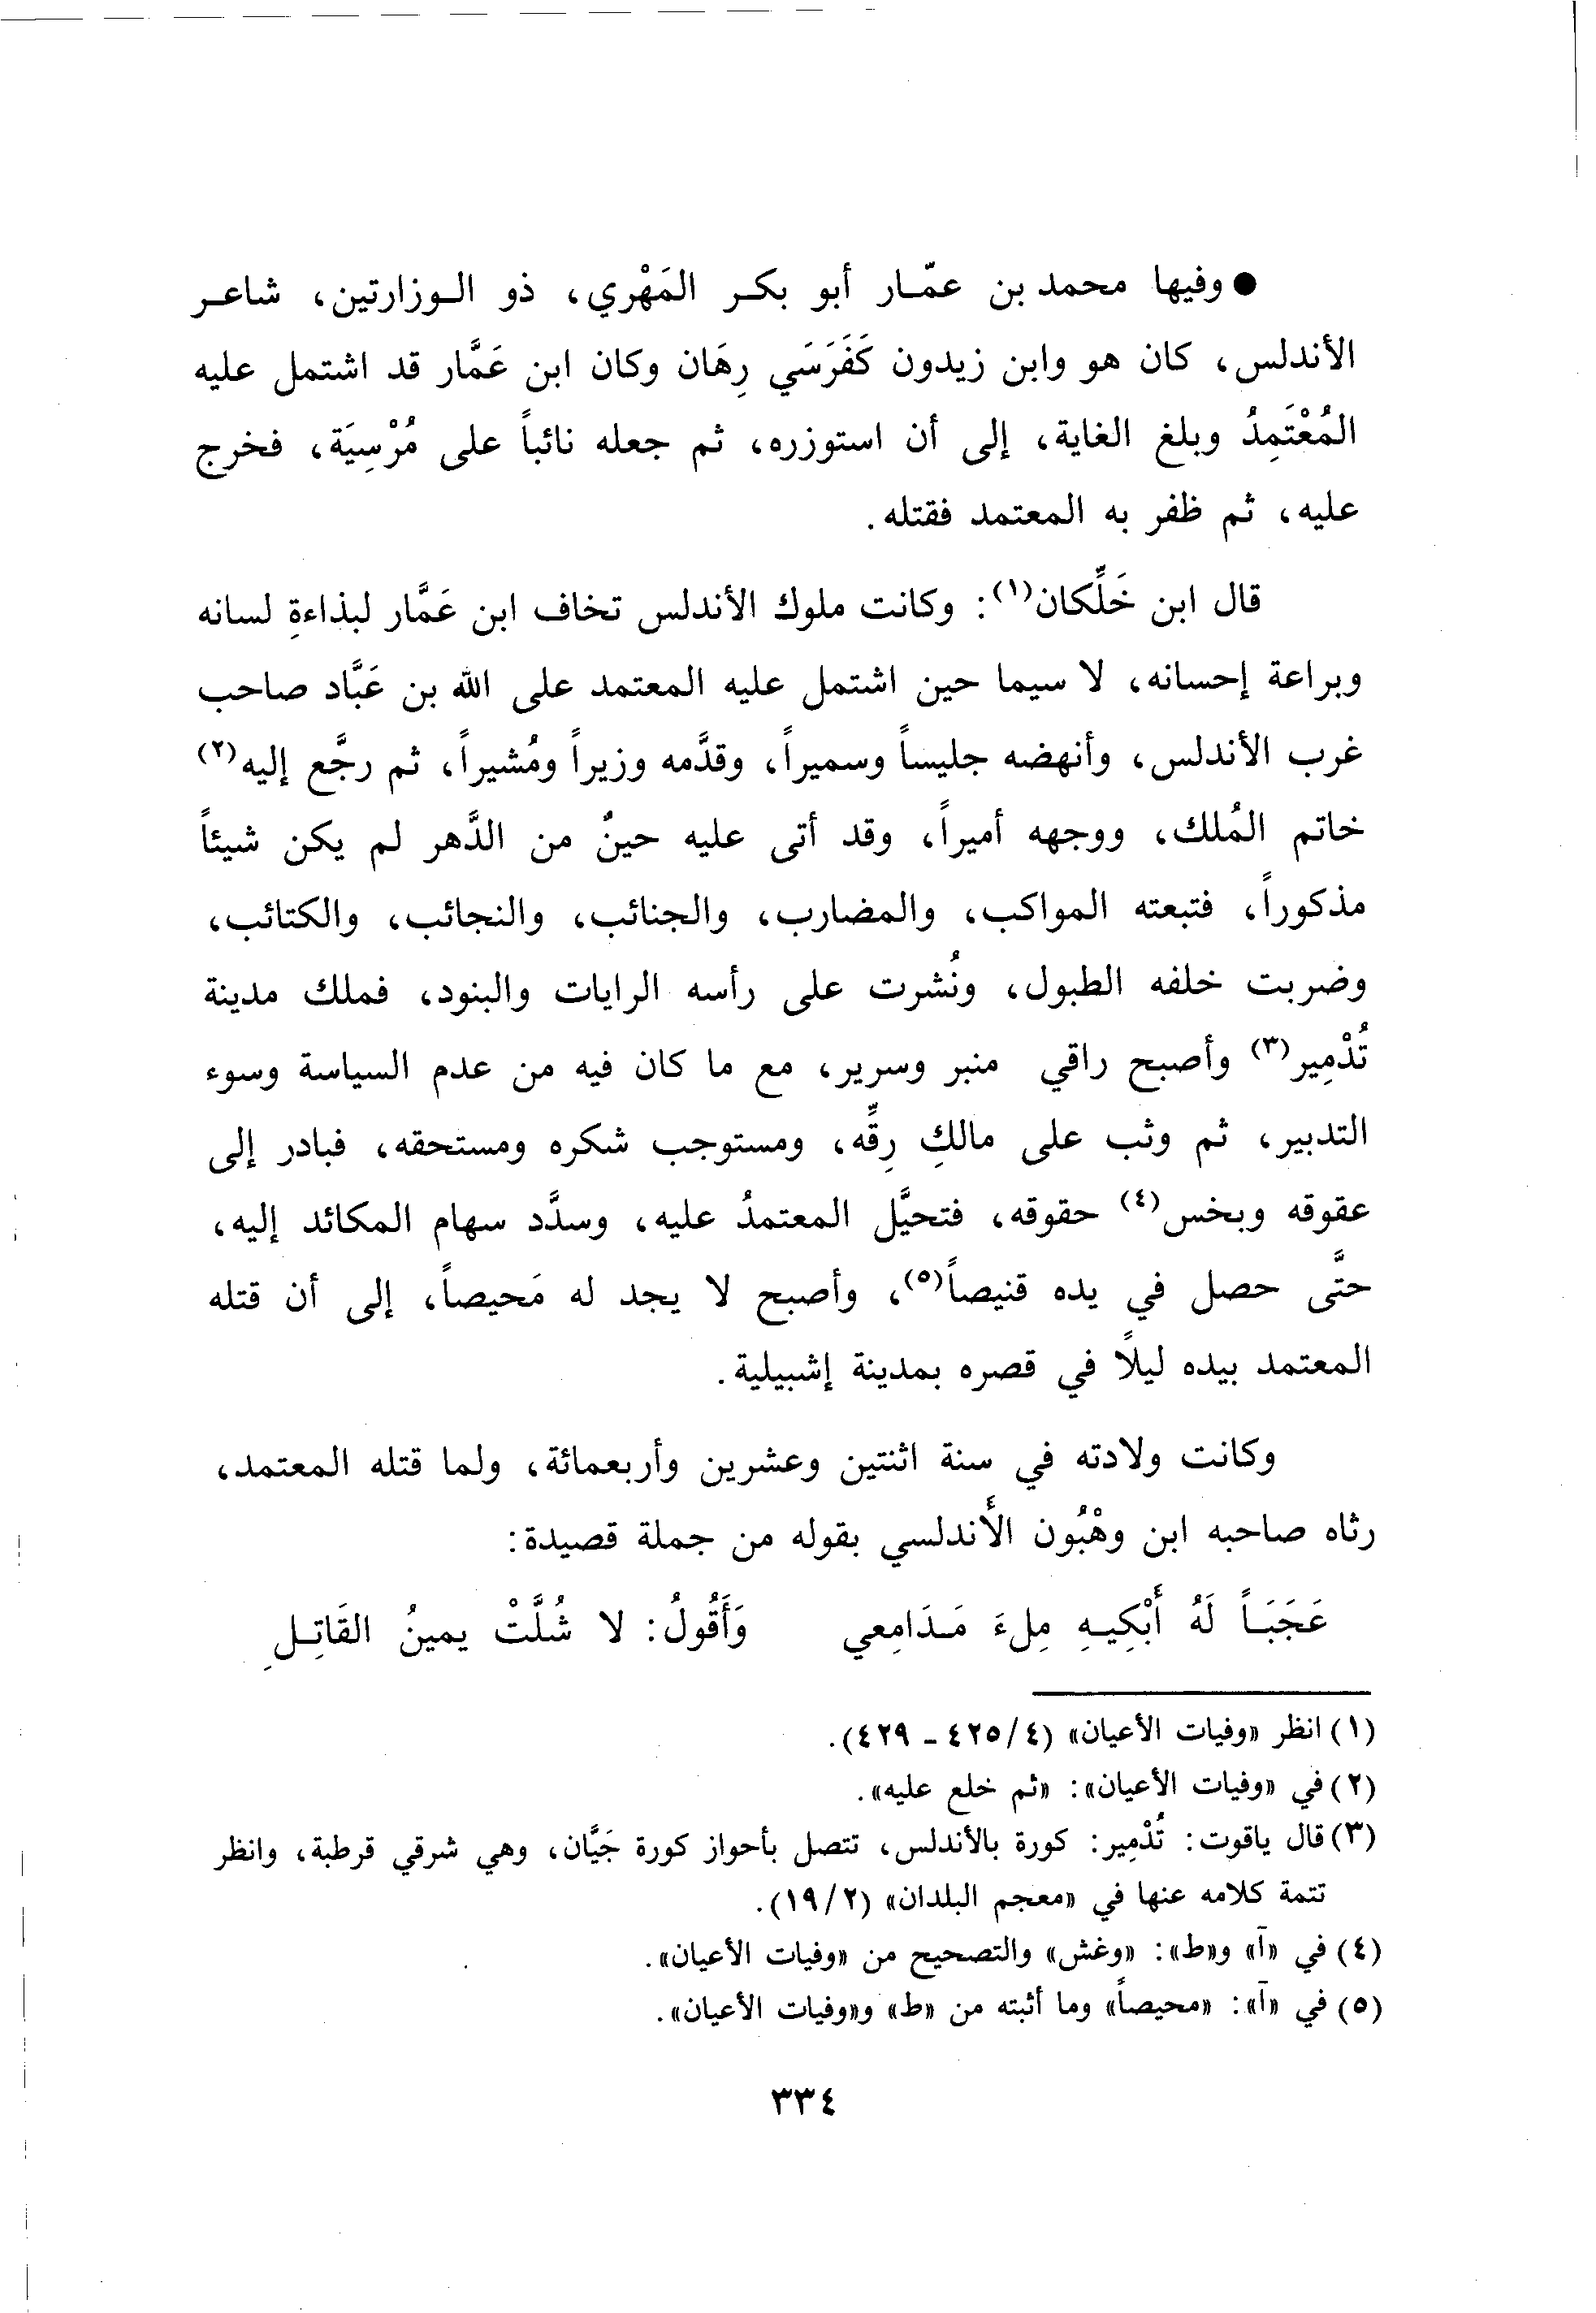 ● وفيها محمد بن عمّار أبو بكر المَهْري، ذو الوزارتين، شاعر
الأندلس، كان هو وابن زيدون كَفَرَسَي رِهَان وكان ابن عَمَّار قد اشتمل عليه
المُعْتَمِدُ وبلغ الغاية، إلى أن استوزره، ثم جعله نائباً على مُرْسِيَة، فخرج
عليه، ثم ظفر به المعتمد فقتله.
قال ابن خَلِّكان(١): وكانت ملوك الأندلس تخاف ابن عَمَّار لبذاءةِ لسانه
وبراعة إحسانه، لا سيما حين اشتمل عليه المعتمد على الله بن عَبَّاد صاحب
غرب الأندلس، وأنهضه جليساً وسميراً، وقدَّمه وزيراً ومُشيراً، ثم رجَّع إليه(٢)
خاتم المُلك، ووجهه أميراً، وقد أتى عليه حينٌ من الدَّهر لم يكن شيئاً
مذكوراً، فتبعته المواكب، والمضارب، والجنائب، والنجائب، والكتائب،
وضربت خلفه الطبول، ونُشرت على رأسه الرايات والبنود، فملك مدينة
تُدْمِير(٣) وأصبح راقي منبر وسرير، مع ما كان فيه من عدم السياسة وسوء
التدبير، ثم وثب على مالكِ رِقِّه، ومستوجب شكره ومستحقه، فبادر إلى
عقوقه وبخس(٤) حقوقه، فتحيَّل المعتمدُ عليه، وسدَّد سهام المكائد إليه،
حتَّى حصل في يده قنيصاً(٥)، وأصبح لا يجد له مَحيصاً، إلى أن قتله
المعتمد بيده ليلاً في قصره بمدينة إشبيلية.
وكانت ولادته في سنة اثنتين وعشرين وأربعمائة، ولما قتله المعتمد،
رثاه صاحبه ابن وهْبُون الأَندلسي بقوله من جملة قصيدة:
عَجَبَاً لَهُ أَبْكِيهِ مِلءَ مَدَامِعي وَأَقُولُ: لا شُلَّتْ يمينُ القَاتِلِ
(١) انظر «وفيات الأعيان» (٤/٤٢٥ - ٤٢٩).
(٢) في «وفيات الأعيان»: «ثم خلع عليه».
(٣) قال ياقوت: تُدْمِير: كورة بالأندلس، تتصل بأحواز كورة جَيَّان، وهي شرقي قرطبة، وانظر
تتمة كلامه عنها في «معجم البلدان» (٢/١٩).
(٤) في «آ» و«ط»: «وغش» والتصحيح من «وفيات الأعيان».
(٥) في «آ»: «محيصاً» وما أثبته من «ط» و«وفيات الأعيان».
٣٣٤